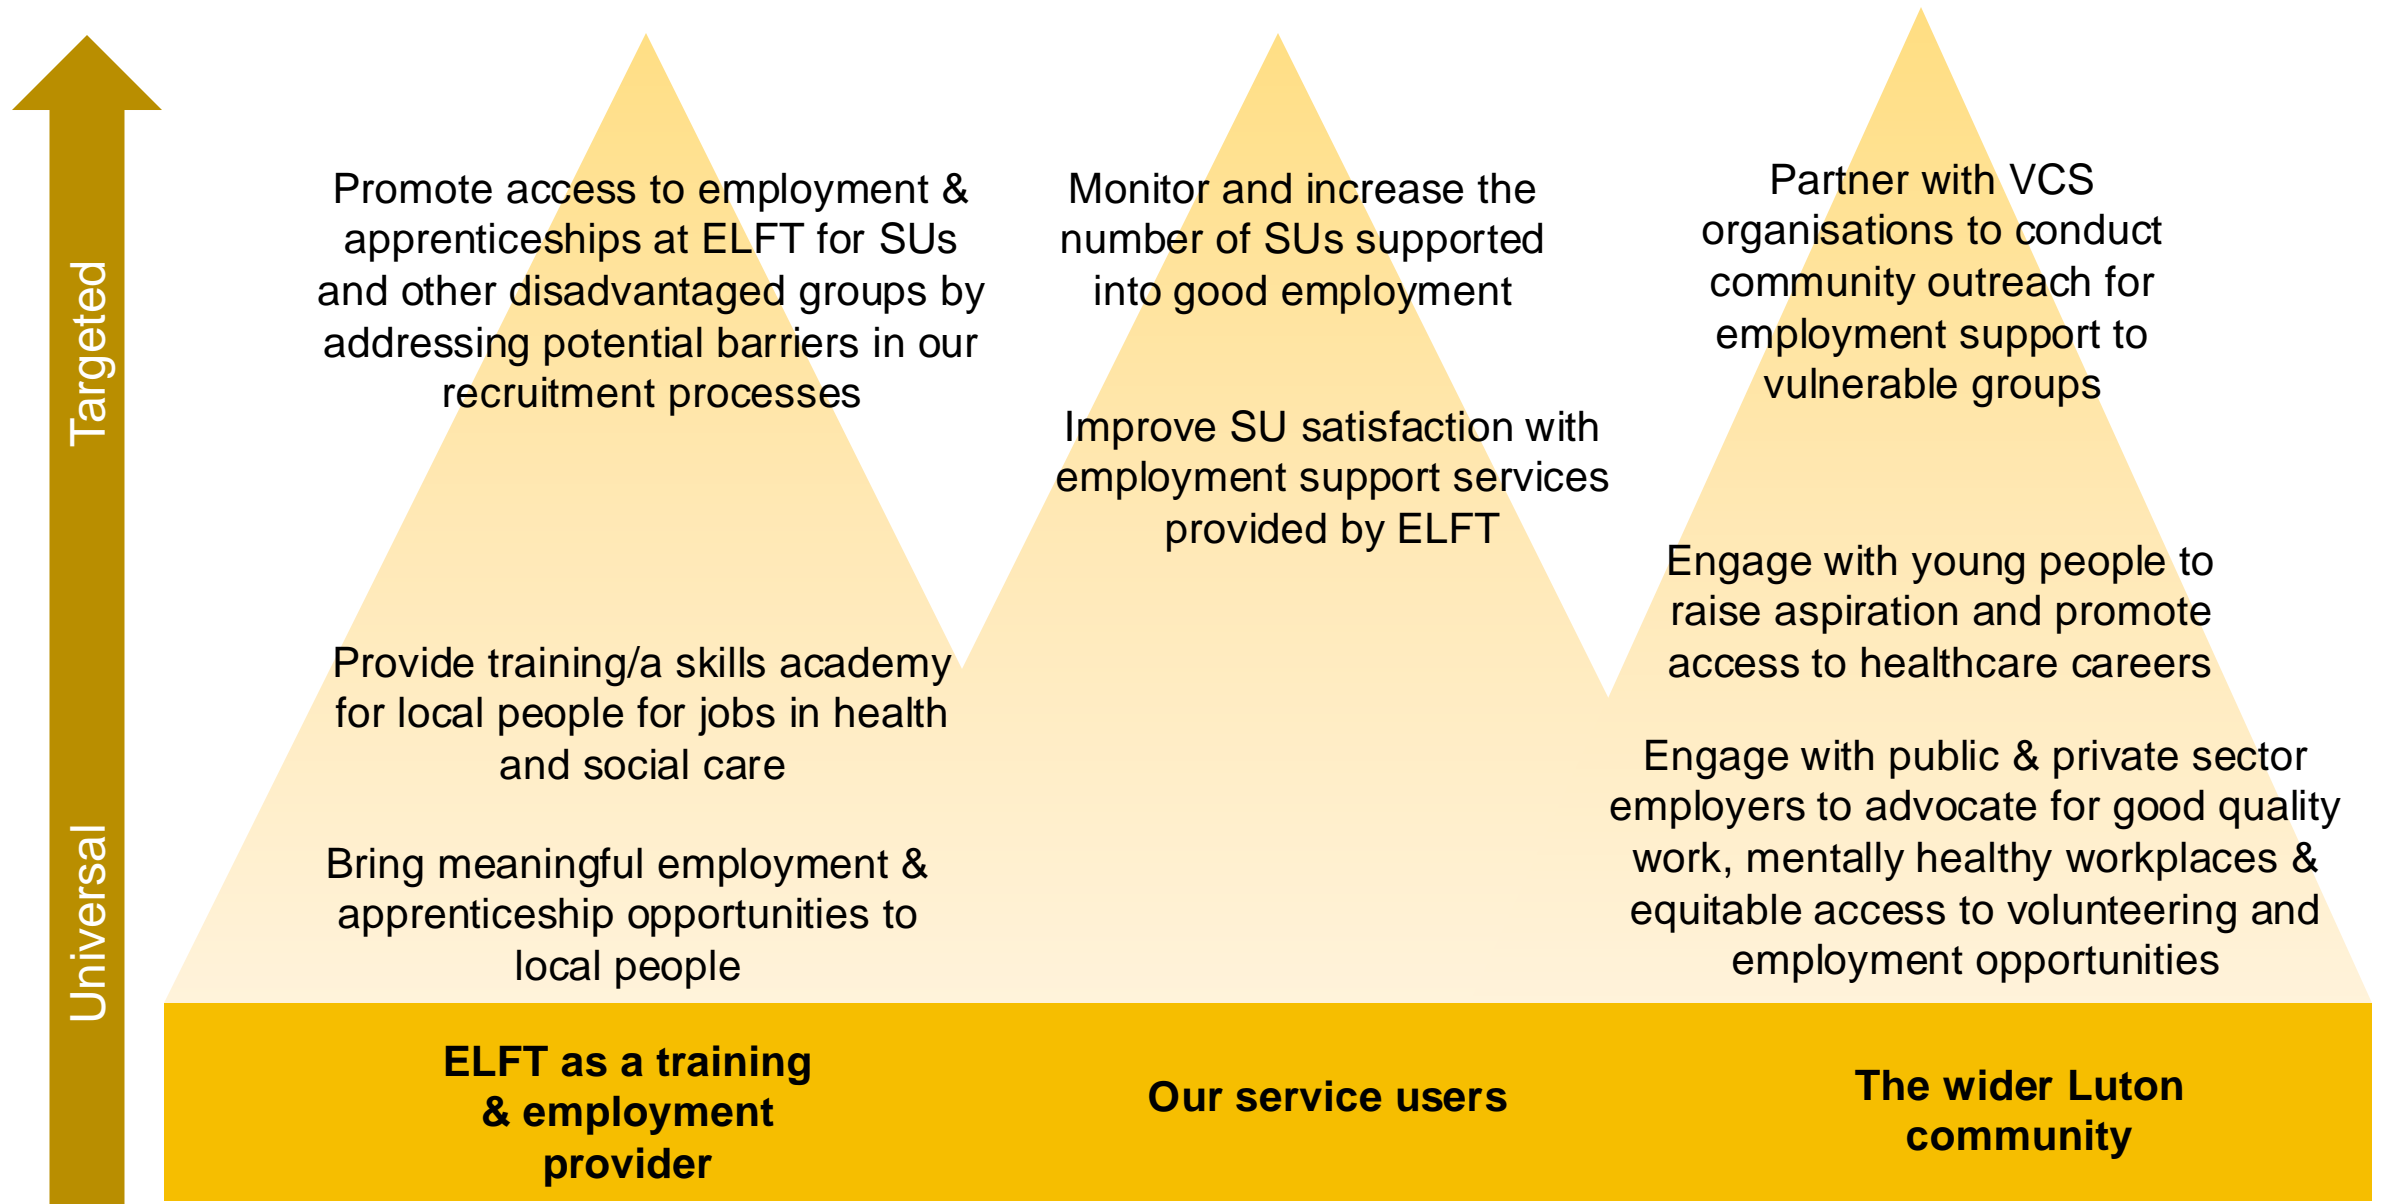 Targeted
Universal
Promote access to employment &
apprenticeships at ELFT for SUs
and other disadvantaged groups by
addressing potential barriers in our
recruitment processes
Provide training/a skills academy
for local people for jobs in health
and social care
Bring meaningful employment &
apprenticeship opportunities to
local people
ELFT as a training
& employment
provider
Monitor and increase the
number of SUs supported
into good employment
Improve SU satisfaction with
employment support services
provided by ELFT
Our service users
Partner with VCS
organisations to conduct
community outreach for
employment support to
vulnerable groups
Engage with young people to
raise aspiration and promote
access to healthcare careers
Engage with public & private sector
employers to advocate for good quality
work, mentally healthy workplaces &
equitable access to volunteering and
employment opportunities
The wider Luton
community